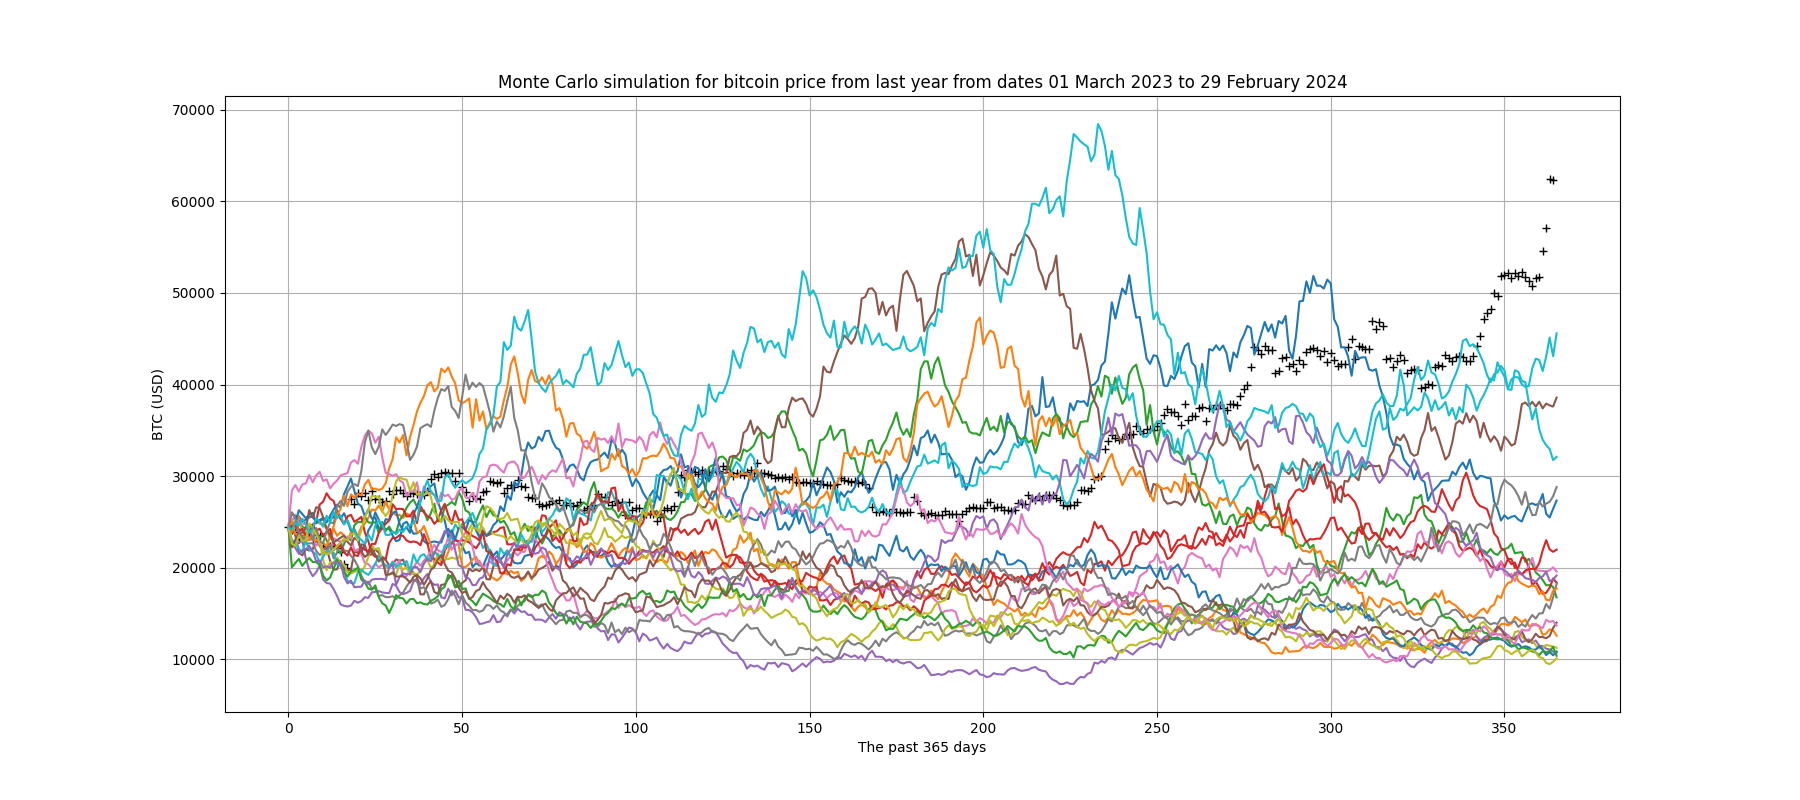 Monte Carlo simulation for bitcoin price from last year from dates 01 March 2023 to 29 February 2024
70000
60000
50000
40000
30000
20000
10000
BTC (USD)
0 50 100 150 200 250 300 350
The past 365 days